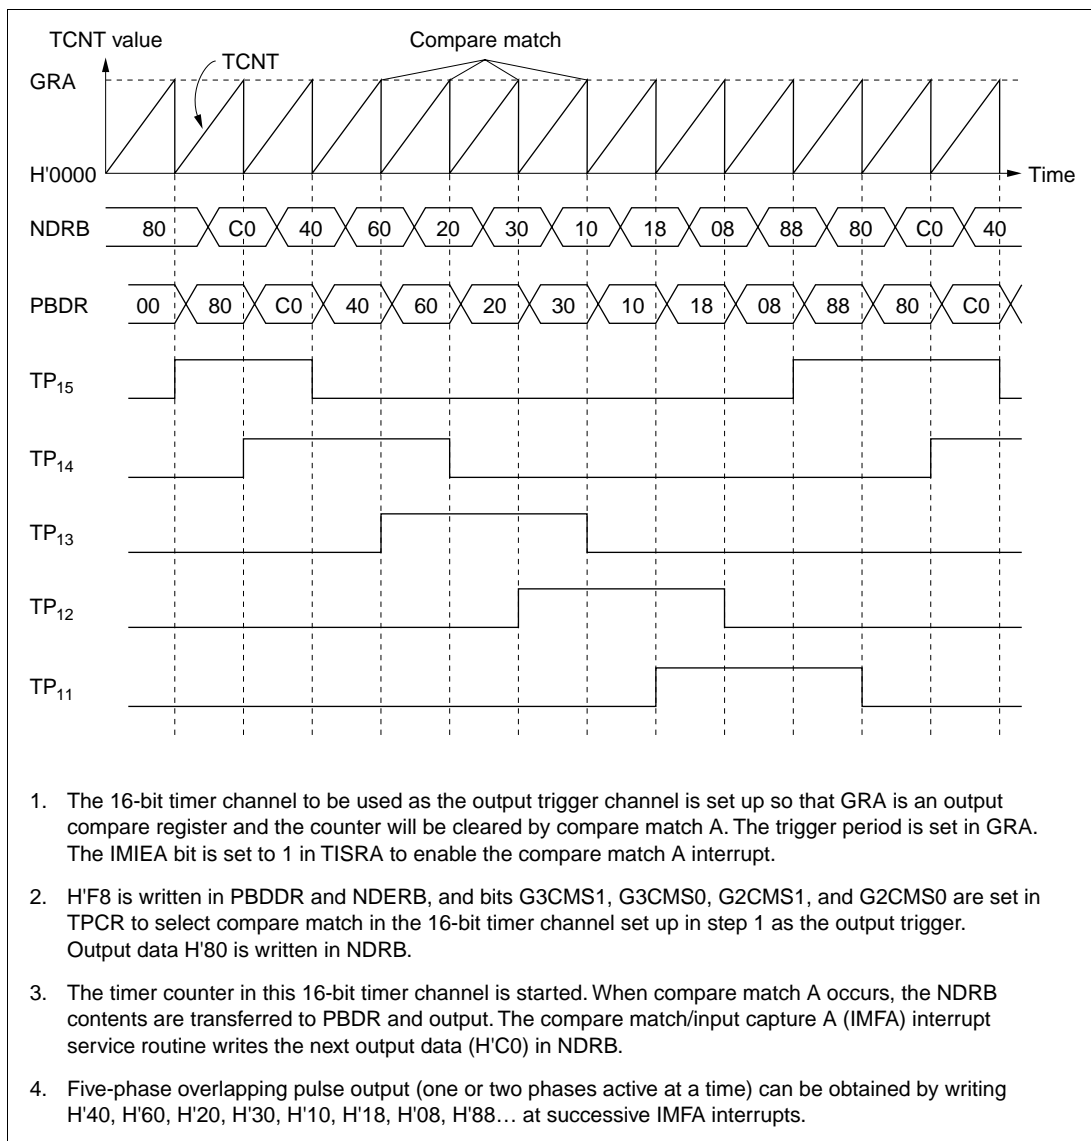 TCNT value
Compare match
TCNT
GRA
H'0000
Time
NDRB 80 C0 40 60 20 30 10 18 08 88 80 C0 40
PBDR 00 80 C0 40 60 20 30 10 18 08 88 80 C0
TP15
TP14
TP13
TP12
TP11
1. The 16-bit timer channel to be used as the output trigger channel is set up so that GRA is an output
compare register and the counter will be cleared by compare match A. The trigger period is set in GRA.
The IMIEA bit is set to 1 in TISRA to enable the compare match A interrupt.
2. H'F8 is written in PBDDR and NDERB, and bits G3CMS1, G3CMS0, G2CMS1, and G2CMS0 are set in
TPCR to select compare match in the 16-bit timer channel set up in step 1 as the output trigger.
Output data H'80 is written in NDRB.
3. The timer counter in this 16-bit timer channel is started. When compare match A occurs, the NDRB
contents are transferred to PBDR and output. The compare match/input capture A (IMFA) interrupt
service routine writes the next output data (H'C0) in NDRB.
4. Five-phase overlapping pulse output (one or two phases active at a time) can be obtained by writing
H'40, H'60, H'20, H'30, H'10, H'18, H'08, H'88… at successive IMFA interrupts.